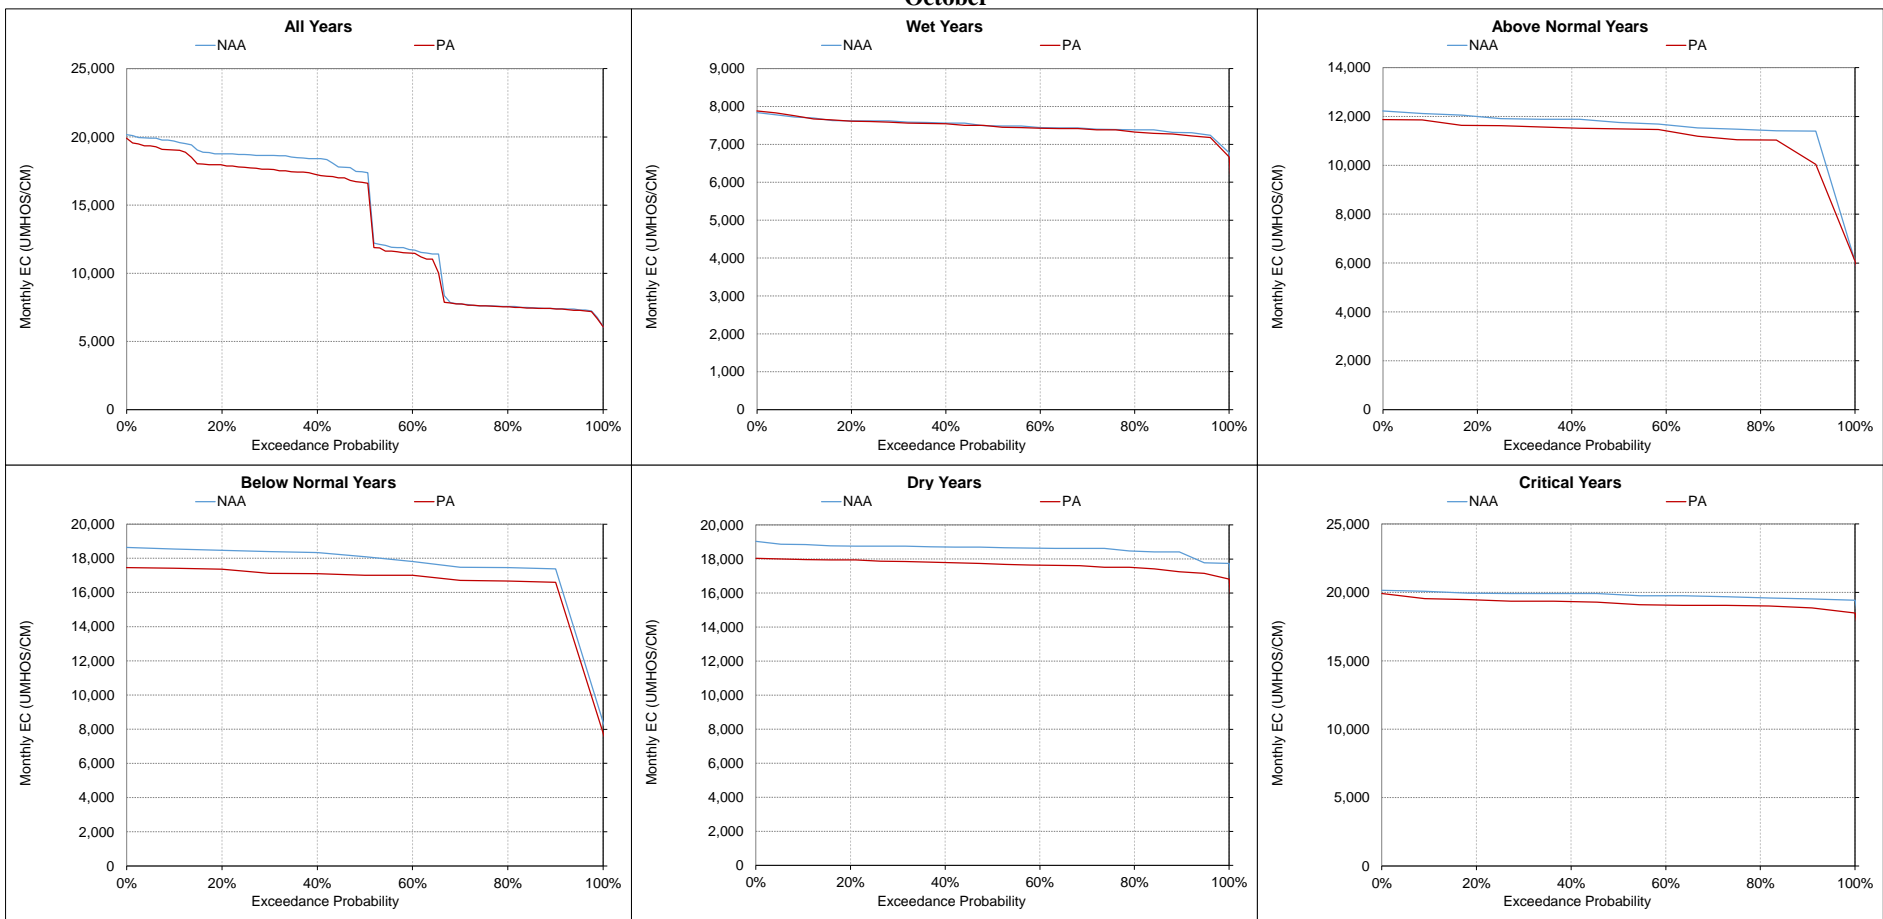 October
All Years
NAA PA
25,000
20,000
15,000
10,000
5,000
0
Monthly EC (UMHOS/CM)
0% 20% 40% 60% 80% 100%
Exceedance Probability
Wet Years
NAA PA
9,000
8,000
7,000
6,000
5,000
4,000
3,000
2,000
1,000
0
Monthly EC (UMHOS/CM)
0% 20% 40% 60% 80% 100%
Exceedance Probability
Above Normal Years
NAA PA
14,000
12,000
10,000
8,000
6,000
4,000
2,000
0
Monthly EC (UMHOS/CM)
0% 20% 40% 60% 80% 100%
Exceedance Probability
Below Normal Years
NAA PA
20,000
18,000
16,000
14,000
12,000
10,000
8,000
6,000
4,000
2,000
0
Monthly EC (UMHOS/CM)
0% 20% 40% 60% 80% 100%
Exceedance Probability
Dry Years
NAA PA
20,000
18,000
16,000
14,000
12,000
10,000
8,000
6,000
4,000
2,000
0
Monthly EC (UMHOS/CM)
0% 20% 40% 60% 80% 100%
Exceedance Probability
Critical Years
NAA PA
25,000
20,000
15,000
10,000
5,000
0
Monthly EC (UMHOS/CM)
0% 20% 40% 60% 80% 100%
Exceedance Probability